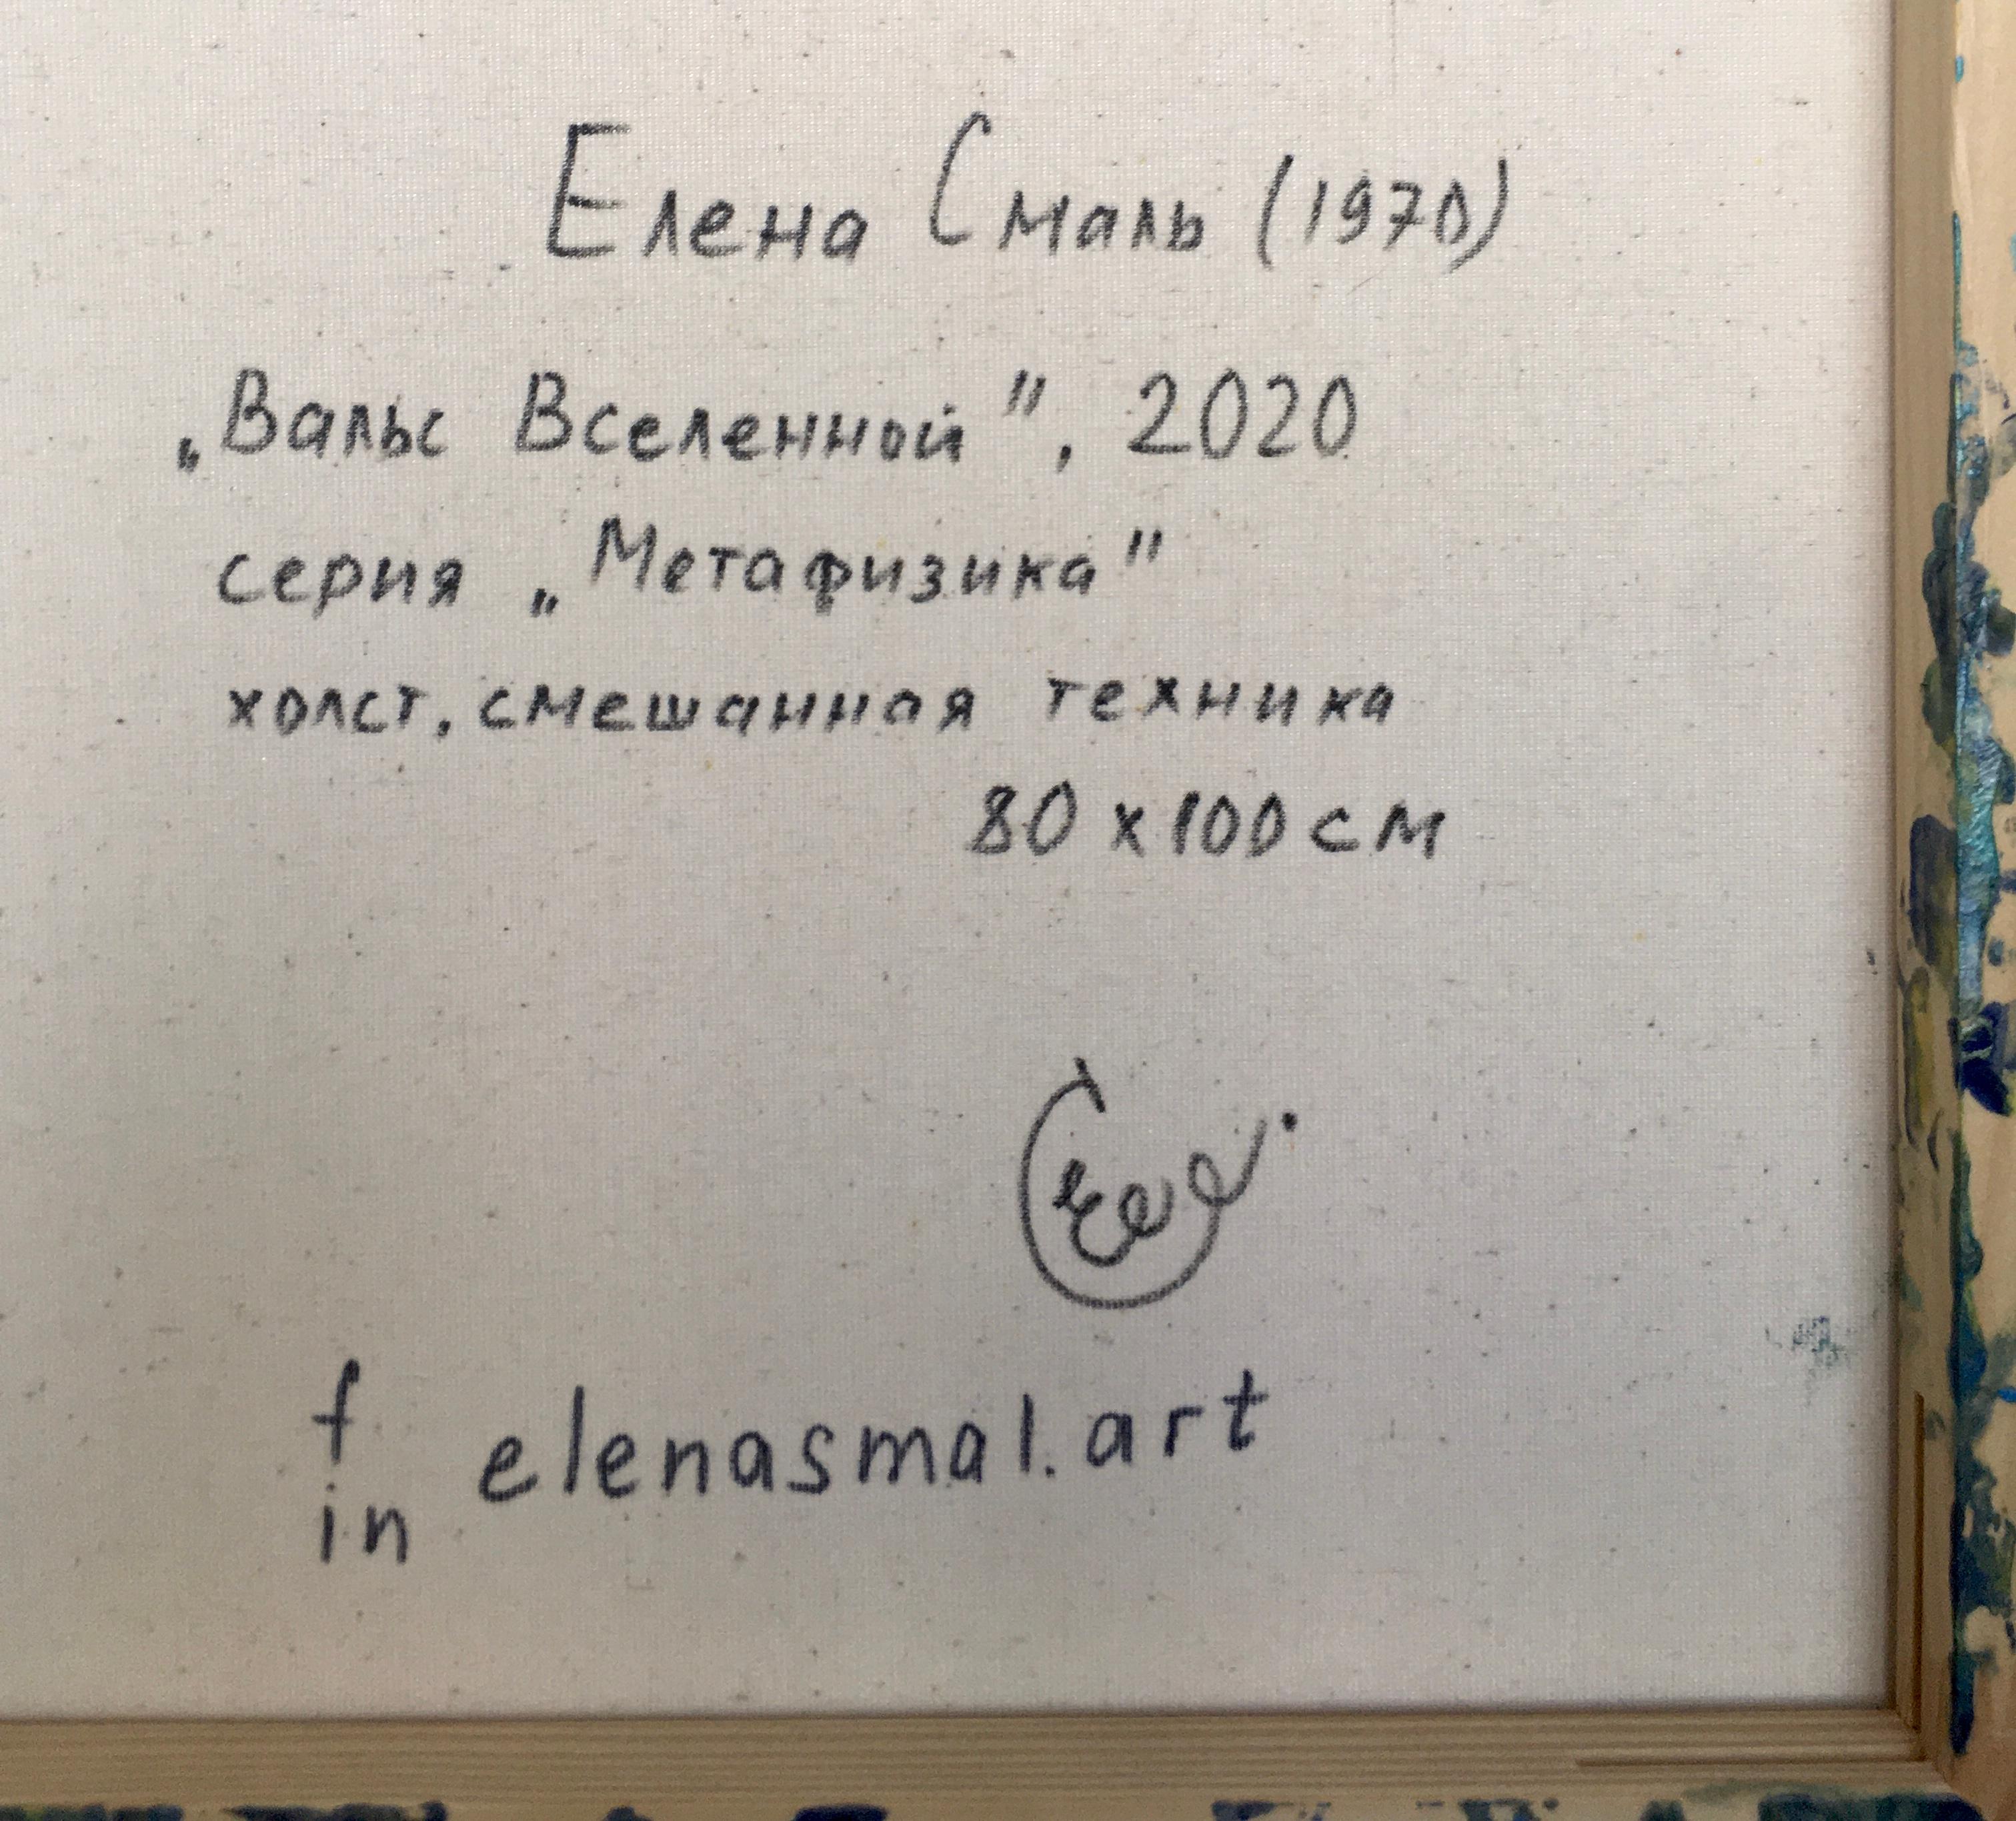 Елена Смаль (1970)
„Вальс Вселенной", 2020
серия „Метафизика"
холст, смешанная техника
80 x 100 см
f
elenasmal.art
in